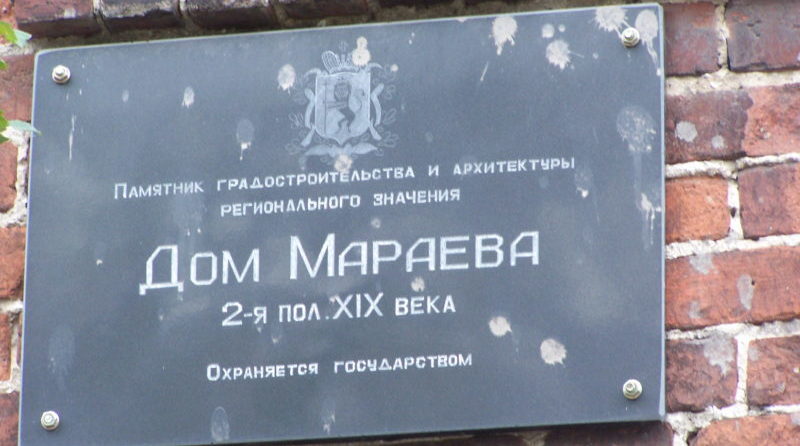 Памятник градостроительства и архитектуры
регионального значения
Дом Мараева
2-я пол. XIX века
Охраняется государством